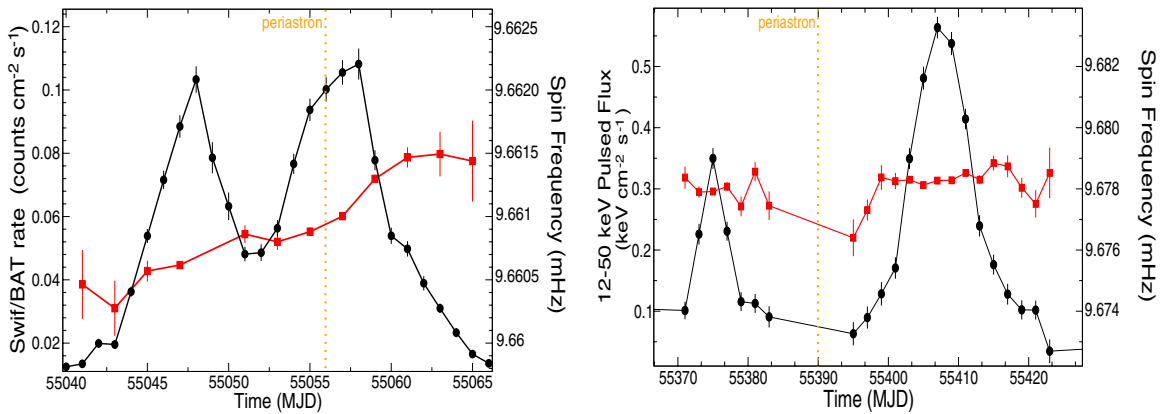 periastron
0.12
0.1
0.08
0.06
0.04
0.02
Swif/BAT rate (counts cm-2 s-1)
9.6625
9.6620
9.6615
9.661
9.6605
9.66
Spin Frequency (mHz)
55040 55045 55050 55055 55060 55065
Time (MJD)
periastron
0.5
0.4
0.3
0.2
0.1
12-50 keV Pulsed Flux
(keV cm-2 s-1)
9.682
9.680
9.678
9.676
9.674
Spin Frequency (mHz)
55370 55380 55390 55400 55410 55420
Time (MJD)